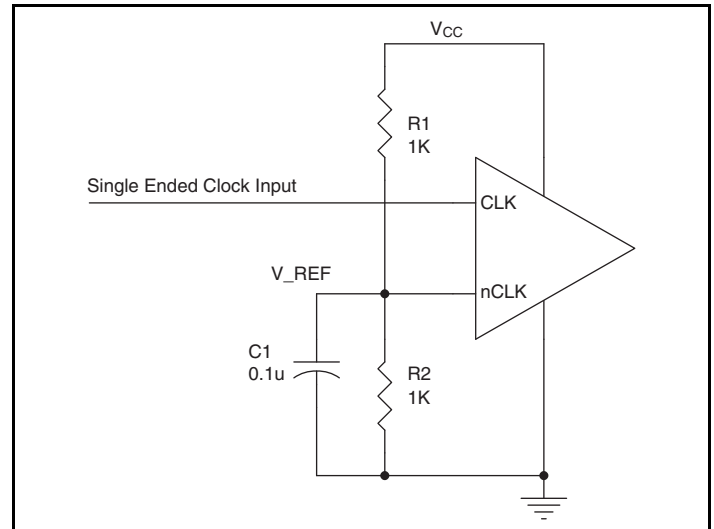 VCC
R1
1K
Single Ended Clock Input
CLK
V_REF
nCLK
C1
0.1u
R2
1K